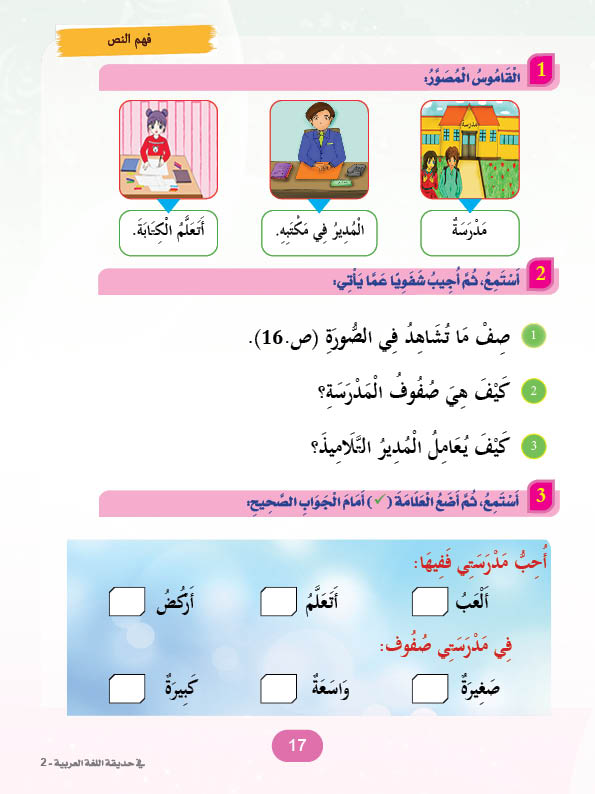 فهم النص
1 الْقَامُوسُ الْمُصَوَّرُ:
مدرسة
مَدْرَسَةٌ
الْمُدِيرُ فِي مَكْتَبِهِ.
أَتَعَلَّمُ الْكِتَابَةَ.
2 أَسْتَمِعُ، ثُمَّ أُجِيبُ شَفَوِيًا عَمَّا يَأْتِي:
1 صِفْ مَا تُشَاهِدُ فِي الصُّورَةِ (ص.16).
2 كَيْفَ هِيَ صُفُوفُ الْمَدْرَسَةِ؟
3 كَيْفَ يُعَامِلُ الْمُدِيرُ التَّلَامِيذَ؟
3 أَسْتَمِعُ، ثُمَّ أَضَعُ الْعَلَامَةَ (✓) أَمَامَ الْجَوَابِ الصَّحِيحِ:
أُحِبُّ مَدْرَسَتِي فَفِيهَا:
أَلْعَبُ أَتَعَلَّمُ أَرْكُضُ
فِي مَدْرَسَتِي صُفُوف:
صَغِيرَةٌ وَاسَعَةٌ كَبِيرَةٌ
17
في حديقة اللغة العربية - 2